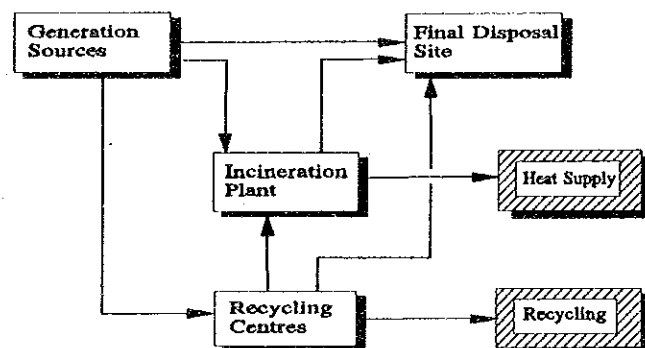 Generation
Sources
Final Disposal
Site
Incineration
Plant
Heat Supply
Recycling
Centres
Recycling